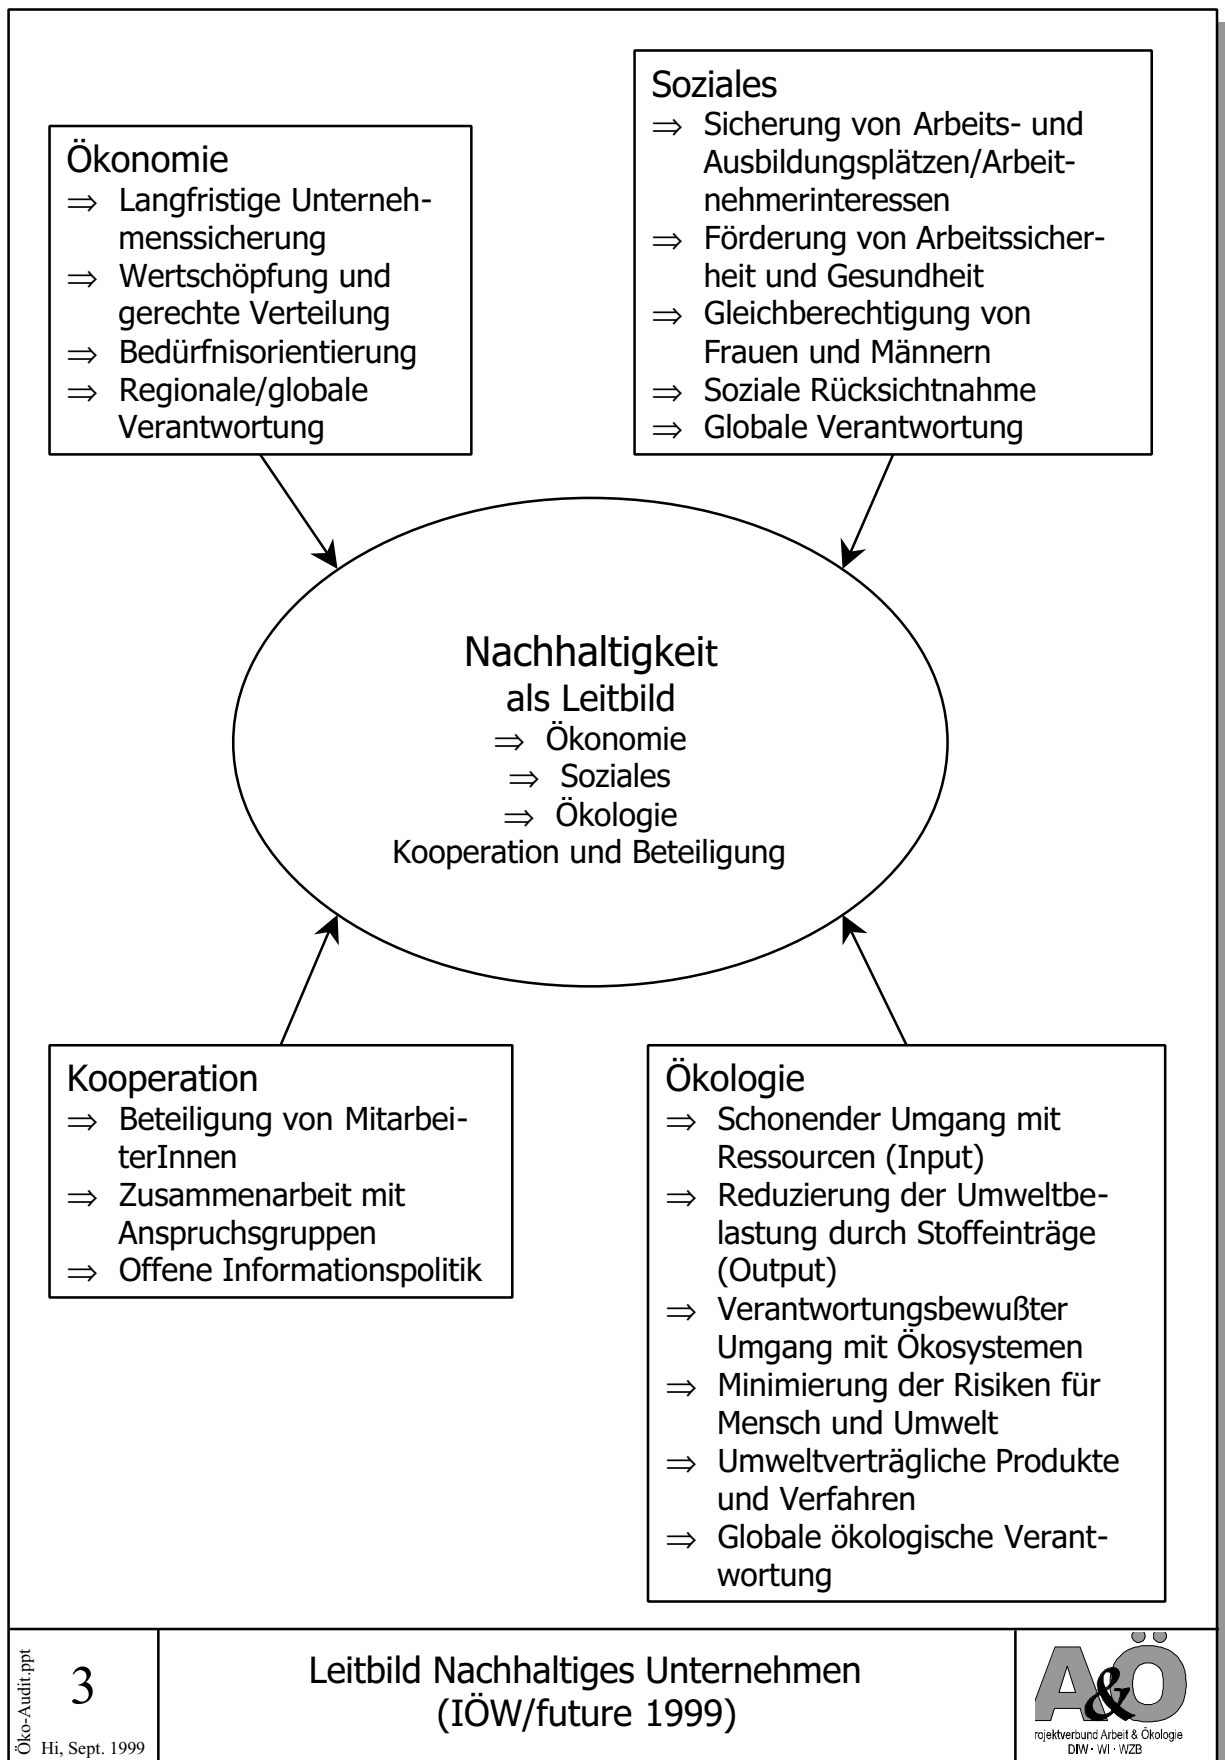 Ökonomie
⇒ Langfristige Unterneh-
menssicherung
⇒ Wertschöpfung und
gerechte Verteilung
⇒ Bedürfnisorientierung
⇒ Regionale/globale
Verantwortung
Soziales
⇒ Sicherung von Arbeits- und
Ausbildungsplätzen/Arbeit-
nehmerinteressen
⇒ Förderung von Arbeitssicher-
heit und Gesundheit
⇒ Gleichberechtigung von
Frauen und Männern
⇒ Soziale Rücksichtnahme
⇒ Globale Verantwortung
Nachhaltigkeit
als Leitbild
⇒ Ökonomie
⇒ Soziales
⇒ Ökologie
Kooperation und Beteiligung
Kooperation
⇒ Beteiligung von Mitarbei-
terInnen
⇒ Zusammenarbeit mit
Anspruchsgruppen
⇒ Offene Informationspolitik
Ökologie
⇒ Schonender Umgang mit
Ressourcen (Input)
⇒ Reduzierung der Umweltbe-
lastung durch Stoffeinträge
(Output)
⇒ Verantwortungsbewußter
Umgang mit Ökosystemen
⇒ Minimierung der Risiken für
Mensch und Umwelt
⇒ Umweltverträgliche Produkte
und Verfahren
⇒ Globale ökologische Verant-
wortung
Öko-Audit.ppt
3
Hi, Sept. 1999
Leitbild Nachhaltiges Unternehmen
(IÖW/future 1999)
A&Ö
rojektverbund Arbeit & Ökologie
DIW · WI · WZB